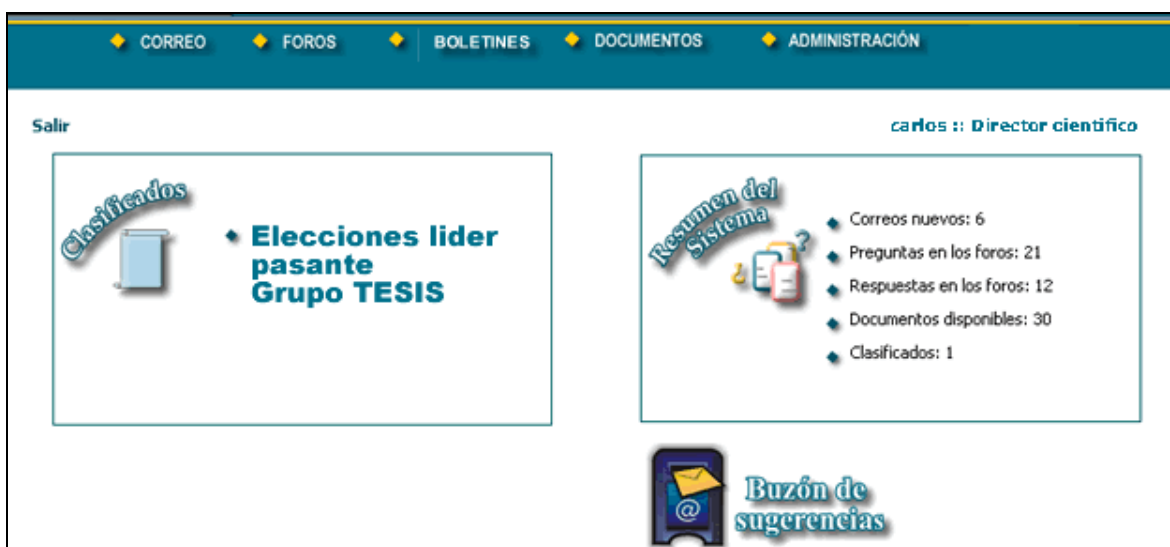 CORREO FOROS BOLETINES DOCUMENTOS ADMINISTRACIÓN
Salir
carlos :: Director cientifico
Clasificados
Elecciones lider
pasante
Grupo TESIS
Resumen del
Sistema
Correos nuevos: 6
Preguntas en los foros: 21
Respuestas en los foros: 12
Documentos disponibles: 30
Clasificados: 1
@
Buzón de
sugerencias